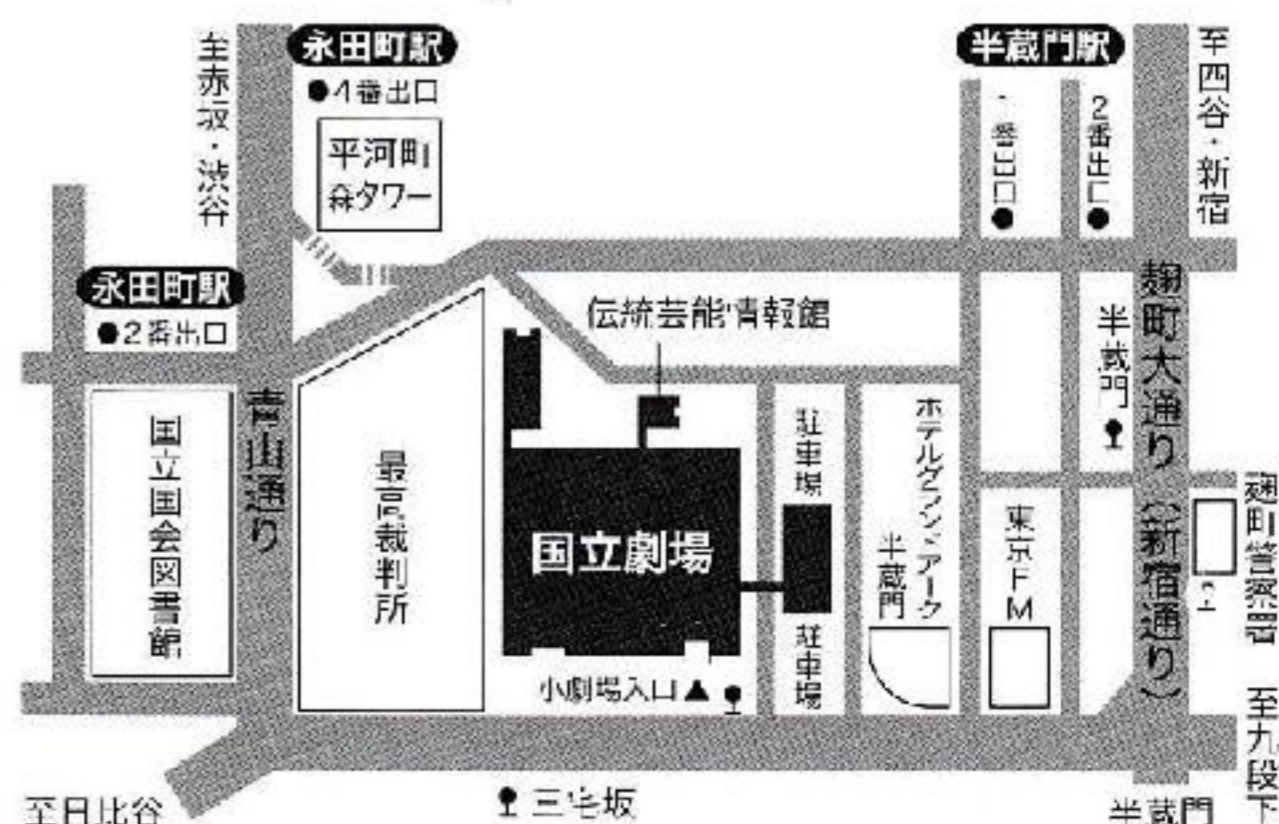 至赤坂・渋谷
永田町駅
●4番出口
平河町
森タワー
半蔵門駅
番出口●
2番出口●
至四谷・新宿
永田町駅
●2番出口
伝統芸能情報館
半蔵門
麹町大通り(新宿通り)
国立国会図書館
青山通り
最高裁判所
国立劇場
駐車場
駐車場
ホテルグランドアーク
半蔵門
東京FM
麹町警察署
小劇場入口▲
至九段下
至日比谷
三宅坂
半蔵門